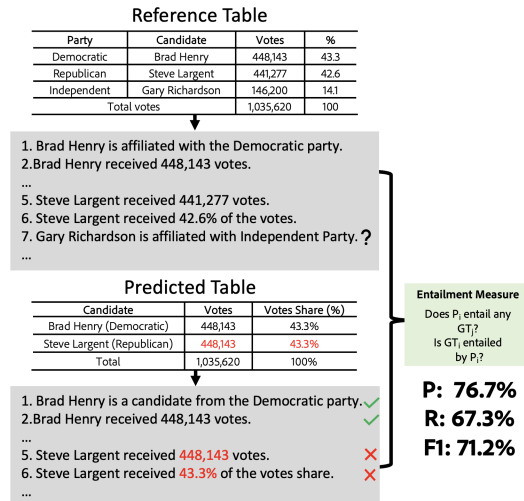 Reference Table
Party Candidate Votes %
Democratic Brad Henry 448,143 43.3
Republican Steve Largent 441,277 42.6
Independent Gary Richardson 146,200 14.1
Total votes 1,035,620 100
1. Brad Henry is affiliated with the Democratic party.
2.Brad Henry received 448,143 votes.
...
5. Steve Largent received 441,277 votes.
6. Steve Largent received 42.6% of the votes.
7. Gary Richardson is affiliated with Independent Party. ?
...
Predicted Table
Candidate Votes Votes Share (%)
Brad Henry (Democratic) 448,143 43.3%
Steve Largent (Republican) 448,143 43.3%
Total 1,035,620 100%
1. Brad Henry is a candidate from the Democratic party.
2.Brad Henry received 448,143 votes.
...
5. Steve Largent received 448,143 votes.
6. Steve Largent received 43.3% of the votes share.
...
Entailment Measure
Does Pi entail any
GTj?
Is GTi entailed
by Pi?
P: 76.7%
R: 67.3%
F1: 71.2%